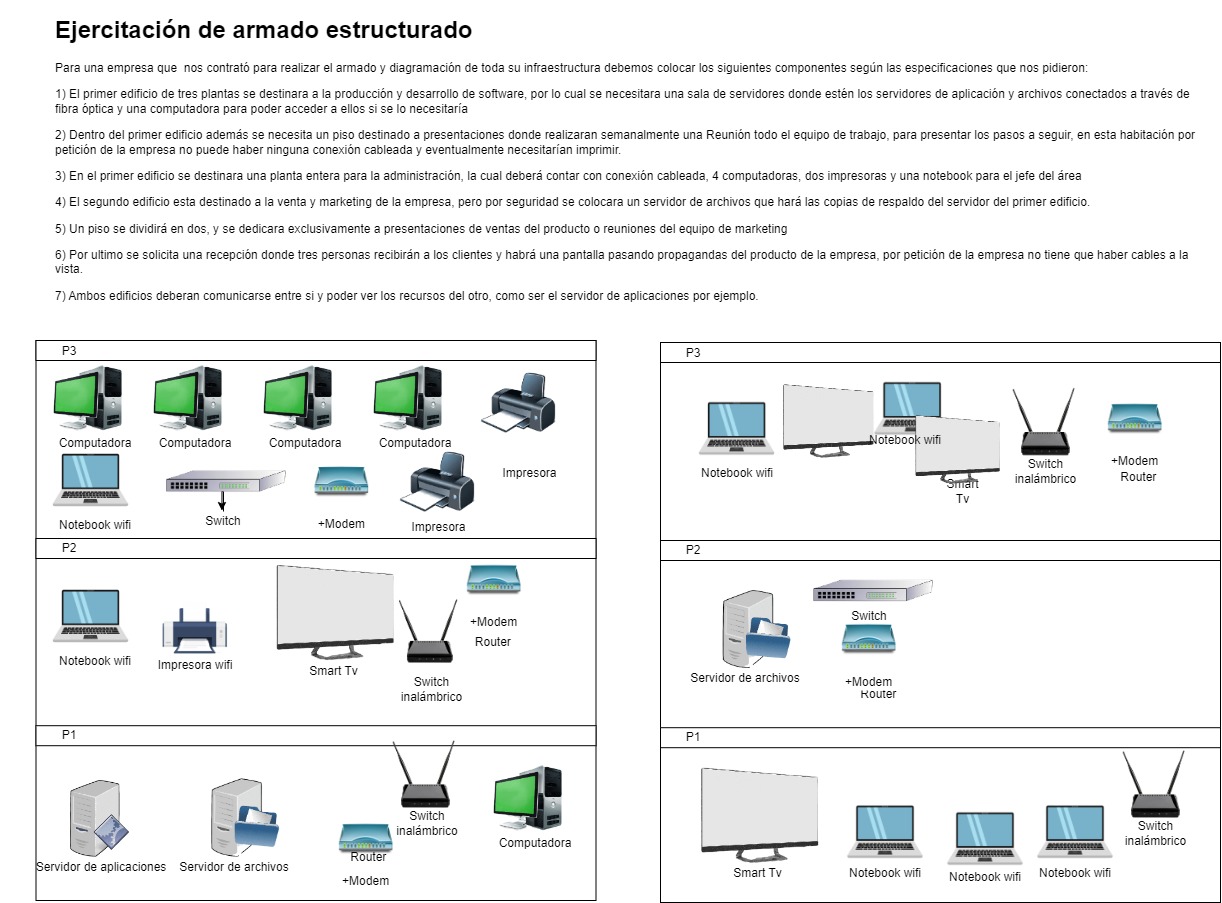 Ejercitación de armado estructurado
Para una empresa que  nos contrató para realizar el armado y diagramación de toda su infraestructura debemos colocar los siguientes componentes según las especificaciones que nos pidieron:
1) El primer edificio de tres plantas se destinara a la producción y desarrollo de software, por lo cual se necesitara una sala de servidores donde estén los servidores de aplicación y archivos conectados a través de
fibra óptica y una computadora para poder acceder a ellos si se lo necesitaría
2) Dentro del primer edificio además se necesita un piso destinado a presentaciones donde realizaran semanalmente una Reunión todo el equipo de trabajo, para presentar los pasos a seguir, en esta habitación por
petición de la empresa no puede haber ninguna conexión cableada y eventualmente necesitarían imprimir.
3) En el primer edificio se destinara una planta entera para la administración, la cual deberá contar con conexión cableada, 4 computadoras, dos impresoras y una notebook para el jefe del área
4) El segundo edificio esta destinado a la venta y marketing de la empresa, pero por seguridad se colocara un servidor de archivos que hará las copias de respaldo del servidor del primer edificio.
5) Un piso se dividirá en dos, y se dedicara exclusivamente a presentaciones de ventas del producto o reuniones del equipo de marketing
6) Por ultimo se solicita una recepción donde tres personas recibirán a los clientes y habrá una pantalla pasando propagandas del producto de la empresa, por petición de la empresa no tiene que haber cables a la
vista.
7) Ambos edificios deberan comunicarse entre si y poder ver los recursos del otro, como ser el servidor de aplicaciones por ejemplo.
P3
Computadora
Computadora
Computadora
Computadora
Impresora
Notebook wifi
Switch
+Modem
Impresora
P2
Notebook wifi
Impresora wifi
Smart Tv
Switch
inalámbrico
+Modem
Router
P1
Servidor de aplicaciones
Servidor de archivos
Router
+Modem
Switch
inalámbrico
Computadora
P3
Notebook wifi
Notebook wifi
Smart
Tv
Switch
inalámbrico
+Modem
Router
P2
Servidor de archivos
Switch
+Modem
Router
P1
Smart Tv
Notebook wifi
Notebook wifi
Notebook wifi
Switch
inalámbrico